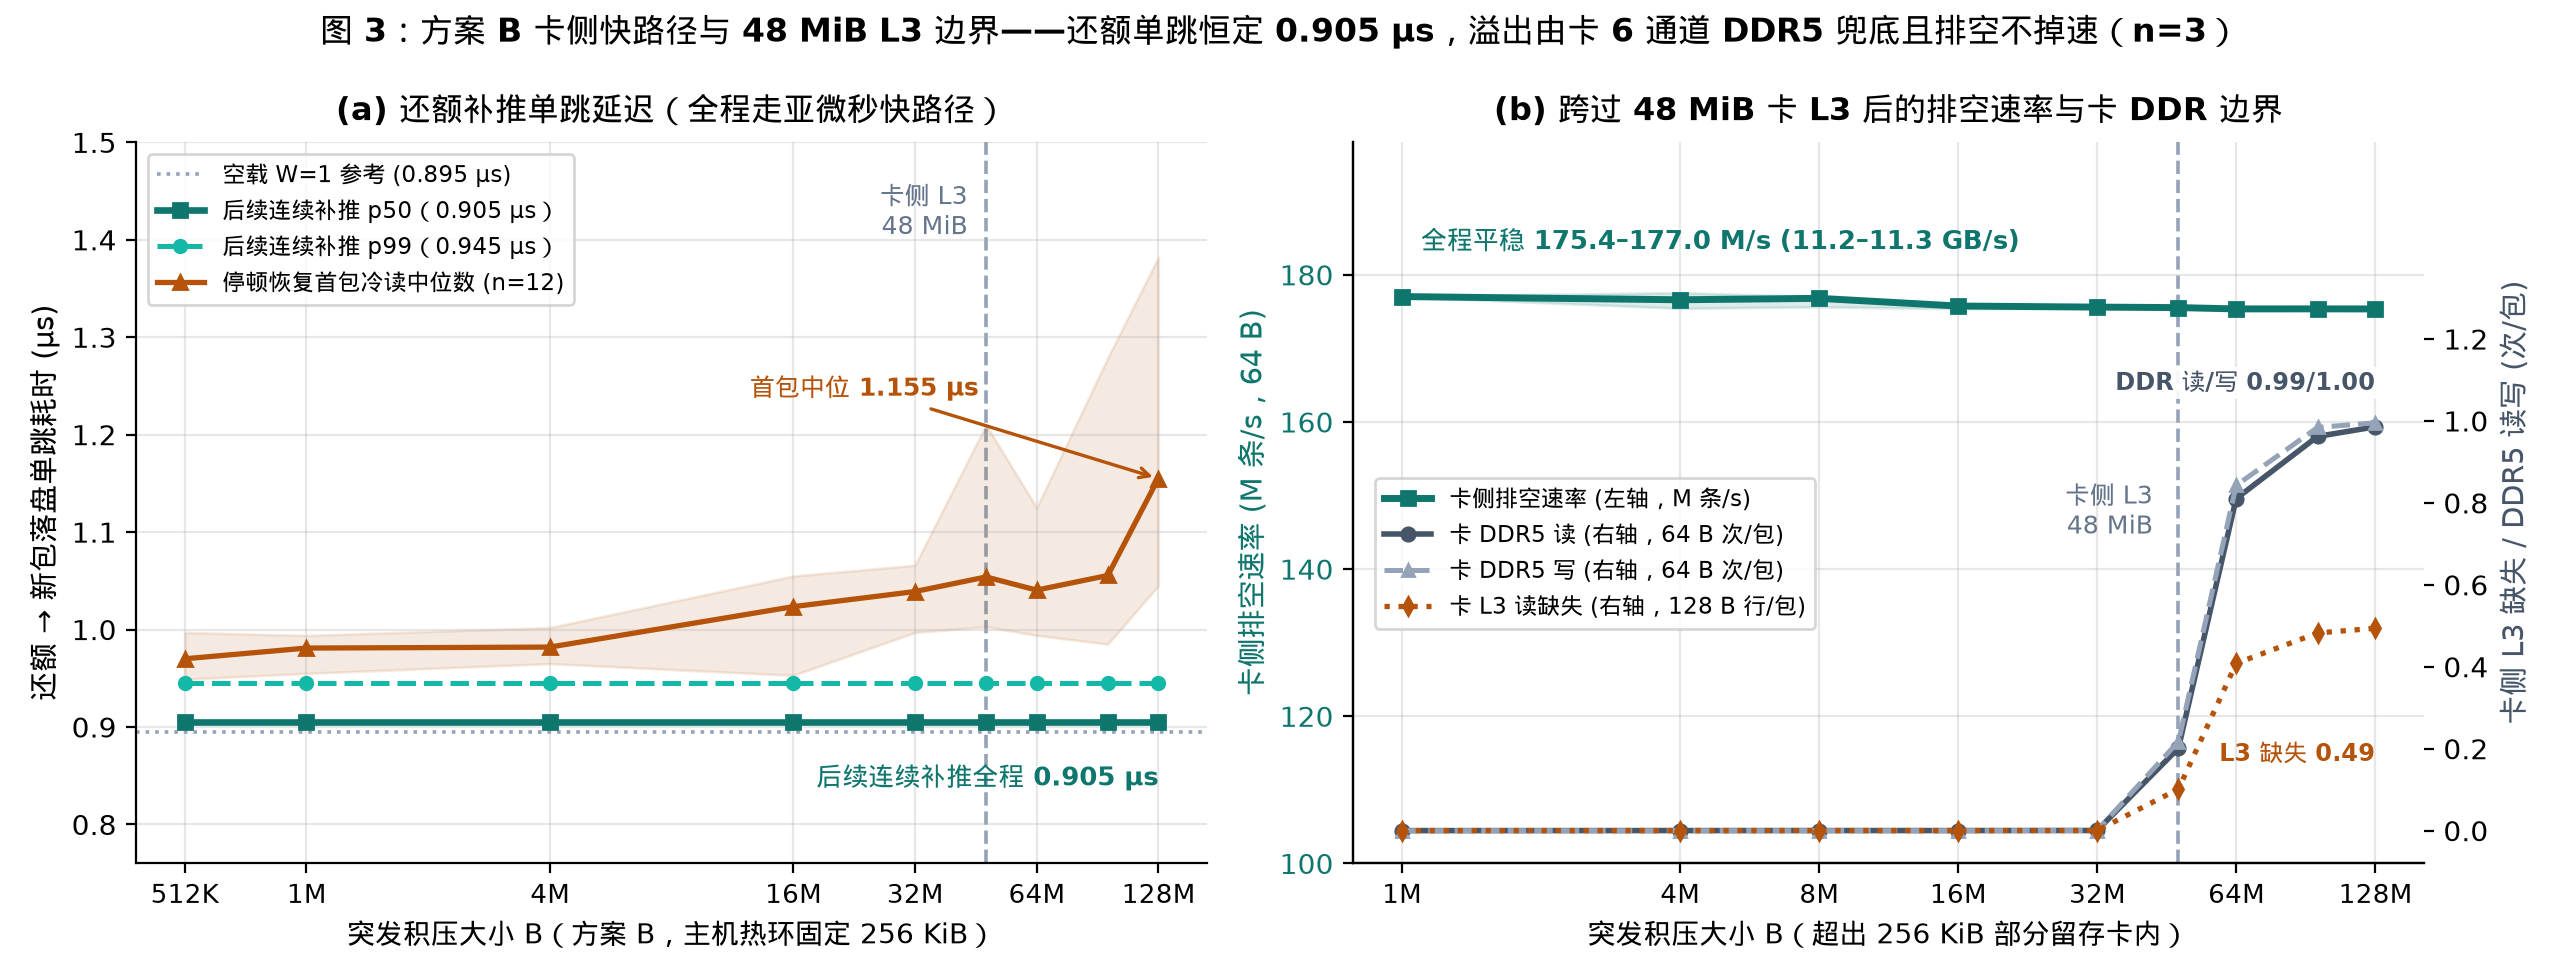 图 3：方案 B 卡侧快路径与 48 MiB L3 边界——还额单跳恒定 0.905 µs，溢出由卡 6 通道 DDR5 兜底且排空不掉速（n=3）
(a) 还额补推单跳延迟（全程走亚微秒快路径）
还额 → 新包落盘单跳耗时 (µs)
1.5
1.4
1.3
1.2
1.1
1.0
0.9
0.8
空载 W=1 参考 (0.895 µs)
后续连续补推 p50（0.905 µs）
后续连续补推 p99（0.945 µs）
停顿恢复首包冷读中位数 (n=12)
卡侧 L3
48 MiB
首包中位 1.155 µs
后续连续补推全程 0.905 µs
512K 1M 4M 16M 32M 64M 128M
突发积压大小 B（方案 B，主机热环固定 256 KiB）
(b) 跨过 48 MiB 卡 L3 后的排空速率与卡 DDR 边界
卡侧排空速率 (M 条/s，64 B)
180
160
140
120
100
全程平稳 175.4–177.0 M/s (11.2–11.3 GB/s)
DDR 读/写 0.99/1.00
卡侧 L3
48 MiB
卡侧排空速率 (左轴，M 条/s)
卡 DDR5 读 (右轴，64 B 次/包)
卡 DDR5 写 (右轴，64 B 次/包)
卡 L3 读缺失 (右轴，128 B 行/包)
L3 缺失 0.49
1.2
1.0
0.8
0.6
0.4
0.2
0.0
卡侧 L3 缺失 / DDR5 读写 (次/包)
1M 4M 8M 16M 32M 64M 128M
突发积压大小 B（超出 256 KiB 部分留存卡内）